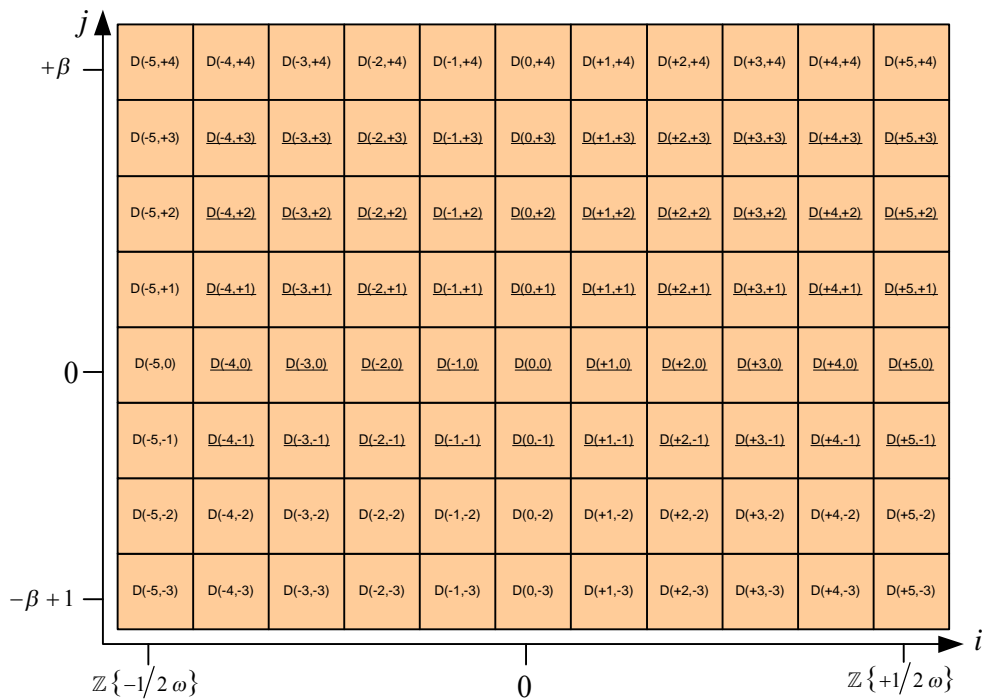 j
+β D(-5,+4) D(-4,+4) D(-3,+4) D(-2,+4) D(-1,+4) D(0,+4) D(+1,+4) D(+2,+4) D(+3,+4) D(+4,+4) D(+5,+4)
D(-5,+3) D(-4,+3) D(-3,+3) D(-2,+3) D(-1,+3) D(0,+3) D(+1,+3) D(+2,+3) D(+3,+3) D(+4,+3) D(+5,+3)
D(-5,+2) D(-4,+2) D(-3,+2) D(-2,+2) D(-1,+2) D(0,+2) D(+1,+2) D(+2,+2) D(+3,+2) D(+4,+2) D(+5,+2)
D(-5,+1) D(-4,+1) D(-3,+1) D(-2,+1) D(-1,+1) D(0,+1) D(+1,+1) D(+2,+1) D(+3,+1) D(+4,+1) D(+5,+1)
0 D(-5,0) D(-4,0) D(-3,0) D(-2,0) D(-1,0) D(0,0) D(+1,0) D(+2,0) D(+3,0) D(+4,0) D(+5,0)
D(-5,-1) D(-4,-1) D(-3,-1) D(-2,-1) D(-1,-1) D(0,-1) D(+1,-1) D(+2,-1) D(+3,-1) D(+4,-1) D(+5,-1)
D(-5,-2) D(-4,-2) D(-3,-2) D(-2,-2) D(-1,-2) D(0,-2) D(+1,-2) D(+2,-2) D(+3,-2) D(+4,-2) D(+5,-2)
-β+1 D(-5,-3) D(-4,-3) D(-3,-3) D(-2,-3) D(-1,-3) D(0,-3) D(+1,-3) D(+2,-3) D(+3,-3) D(+4,-3) D(+5,-3)
i
ℤ{-1/2 ω} 0 ℤ{+1/2 ω}